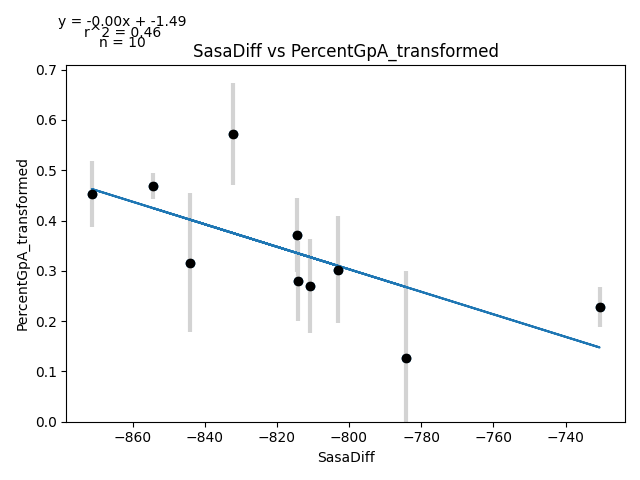 y = -0.00x + -1.49
r^2 = 0.46
n = 10
SasaDiff vs PercentGpA_transformed
0.7
0.6
0.5
0.4
0.3
0.2
0.1
0.0
PercentGpA_transformed
−860 −840 −820 −800 −780 −760 −740
SasaDiff